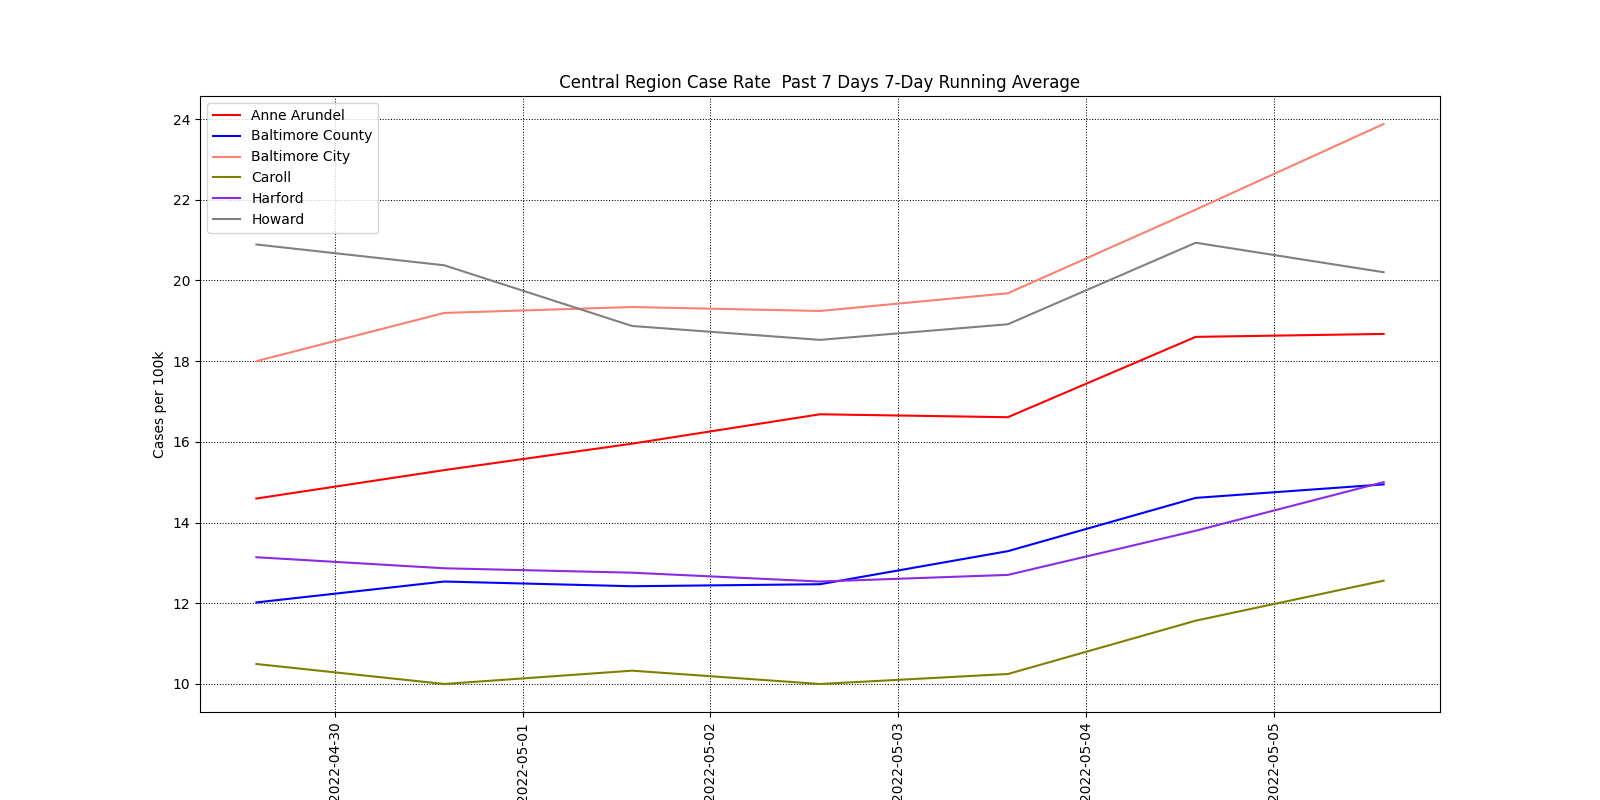 Central Region Case Rate  Past 7 Days 7-Day Running Average
Anne Arundel
Baltimore County
Baltimore City
Caroll
Harford
Howard
Cases per 100k
24
22
20
18
16
14
12
10
2022-04-30
2022-05-01
2022-05-02
2022-05-03
2022-05-04
2022-05-05